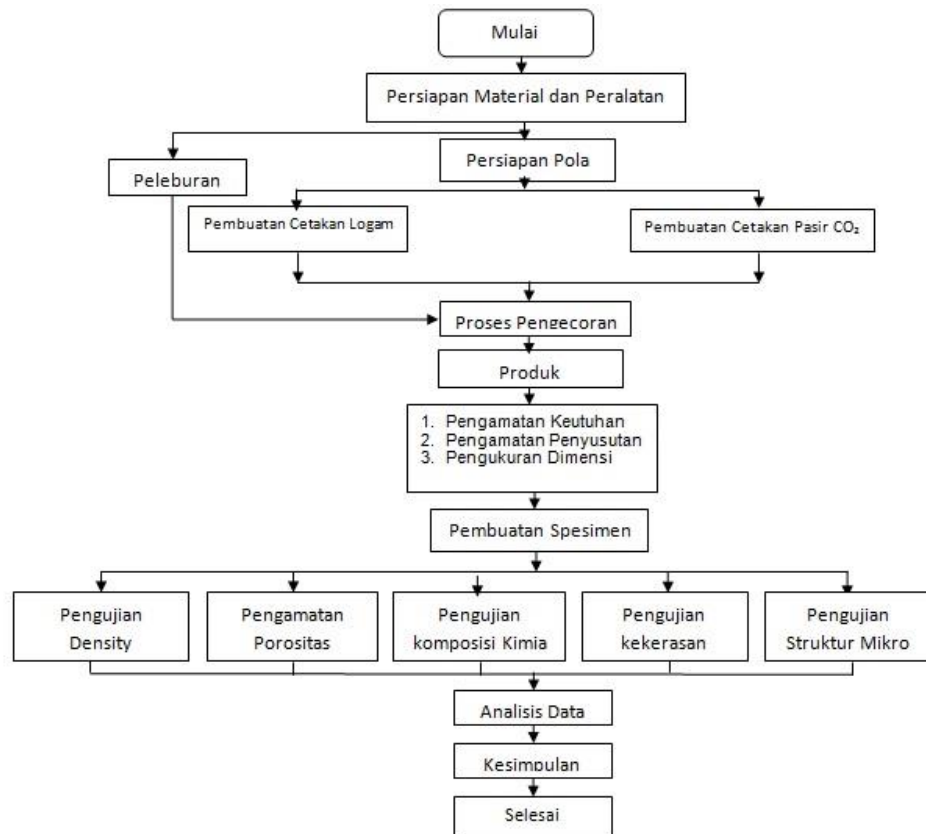 Mulai
Persiapan Material dan Peralatan
Persiapan Pola
Peleburan
Pembuatan Cetakan Logam
Pembuatan Cetakan Pasir CO₂
Proses Pengecoran
Produk
1. Pengamatan Keutuhan
2. Pengamatan Penyusutan
3. Pengukuran Dimensi
Pembuatan Spesimen
Pengujian
Density
Pengamatan
Porositas
Pengujian
komposisi Kimia
Pengujian
kekerasan
Pengujian
Struktur Mikro
Analisis Data
Kesimpulan
Selesai